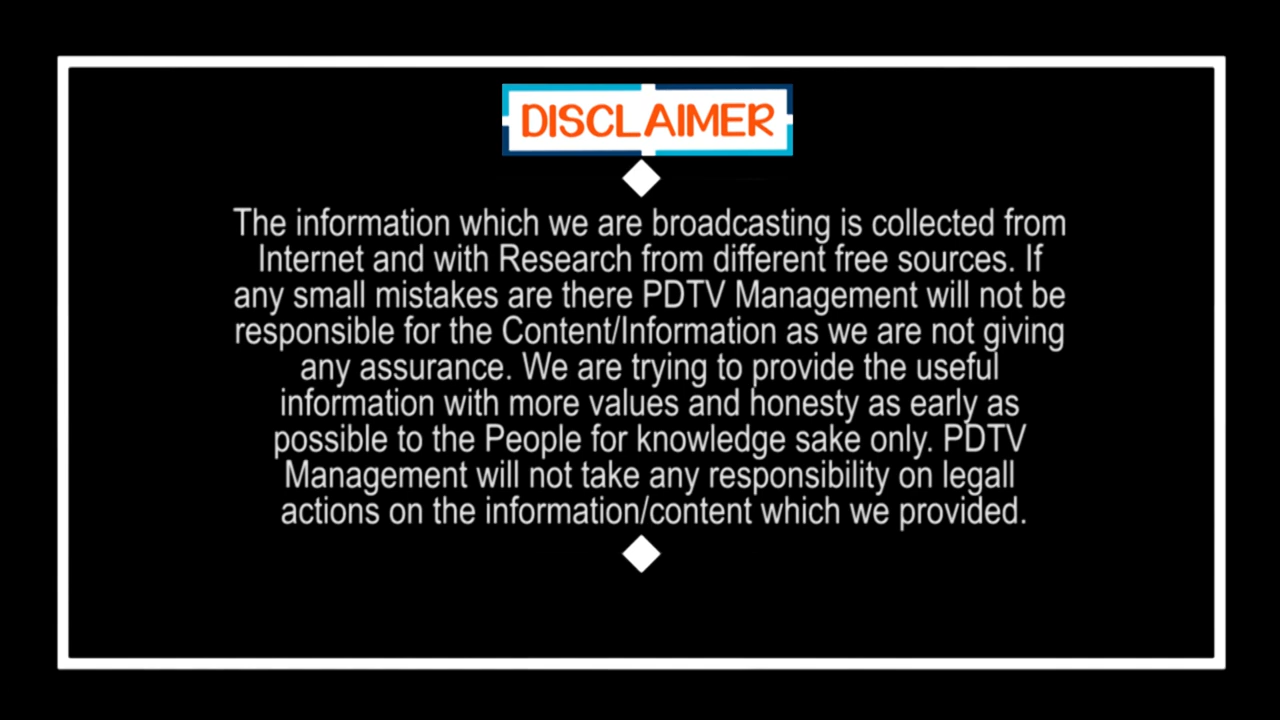 DISCLAIMER
The information which we are broadcasting is collected from
Internet and with Research from different free sources. If
any small mistakes are there PDTV Management will not be
responsible for the Content/Information as we are not giving
any assurance. We are trying to provide the useful
information with more values and honesty as early as
possible to the People for knowledge sake only. PDTV
Management will not take any responsibility on legall
actions on the information/content which we provided.